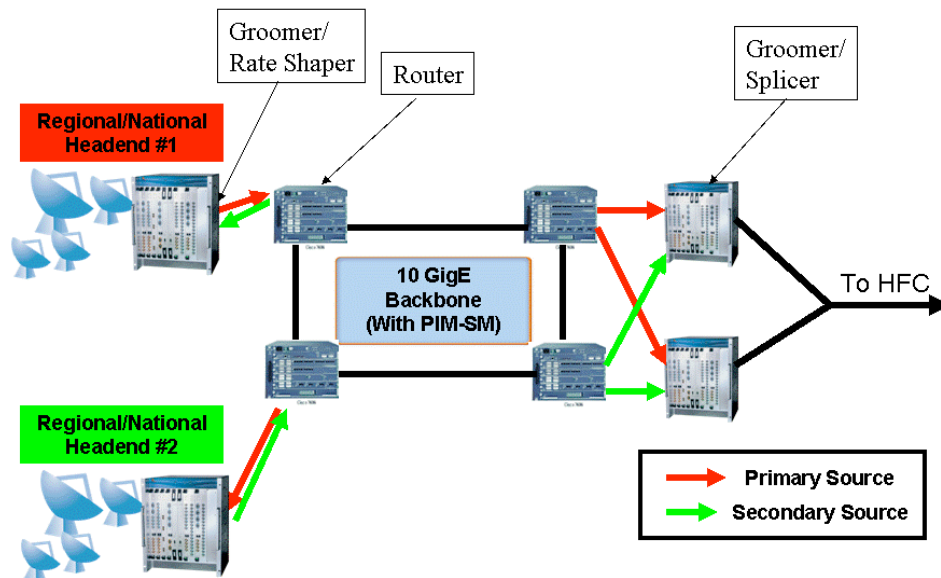 Groomer/
Rate Shaper
Router
Groomer/
Splicer
Regional/National
Headend #1
10 GigE
Backbone
(With PIM-SM)
To HFC
Regional/National
Headend #2
Primary Source
Secondary Source